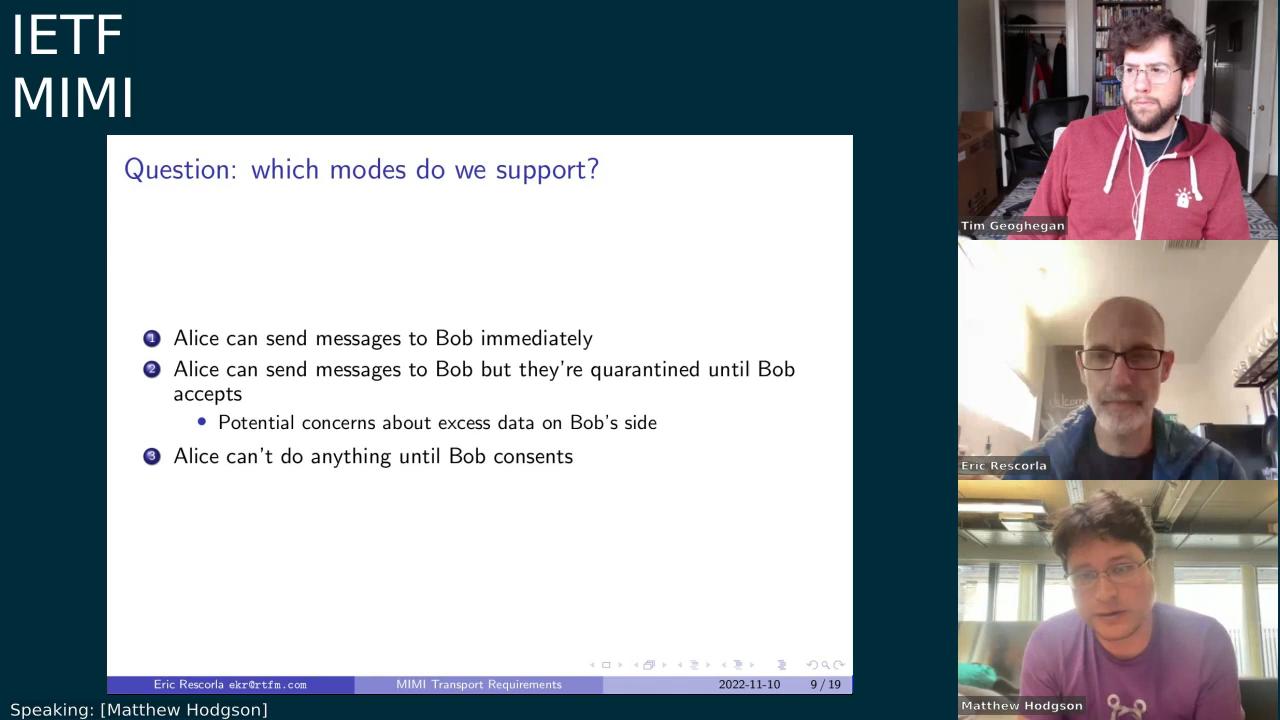 IETF
MIMI
Question: which modes do we support?
1 Alice can send messages to Bob immediately
2 Alice can send messages to Bob but they're quarantined until Bob
accepts
Potential concerns about excess data on Bob's side
3 Alice can't do anything until Bob consents
Eric Rescorla ekr@rtfm.com
MIMI Transport Requirements
2022-11-10
9 / 19
Tim Geoghegan
Eric Rescorla
Matthew Hodgson
Speaking: [Matthew Hodgson]